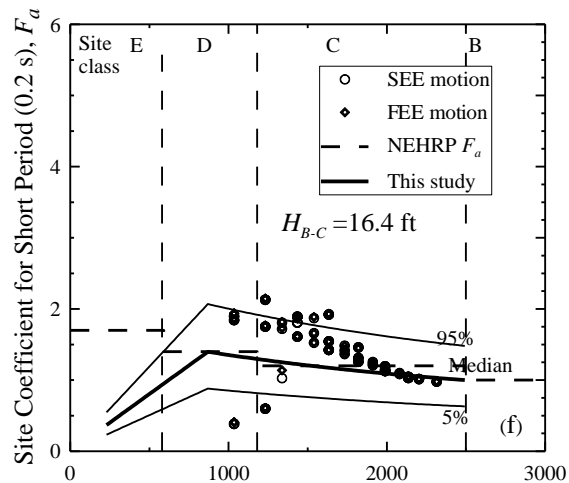 Site Coefficient for Short Period (0.2 s), Fa
6
4
2
0
Site
class
E
D
C
B
SEE motion
FEE motion
NEHRP Fa
This study
HB-C =16.4 ft
95%
Median
5%
(f)
0 1000 2000 3000